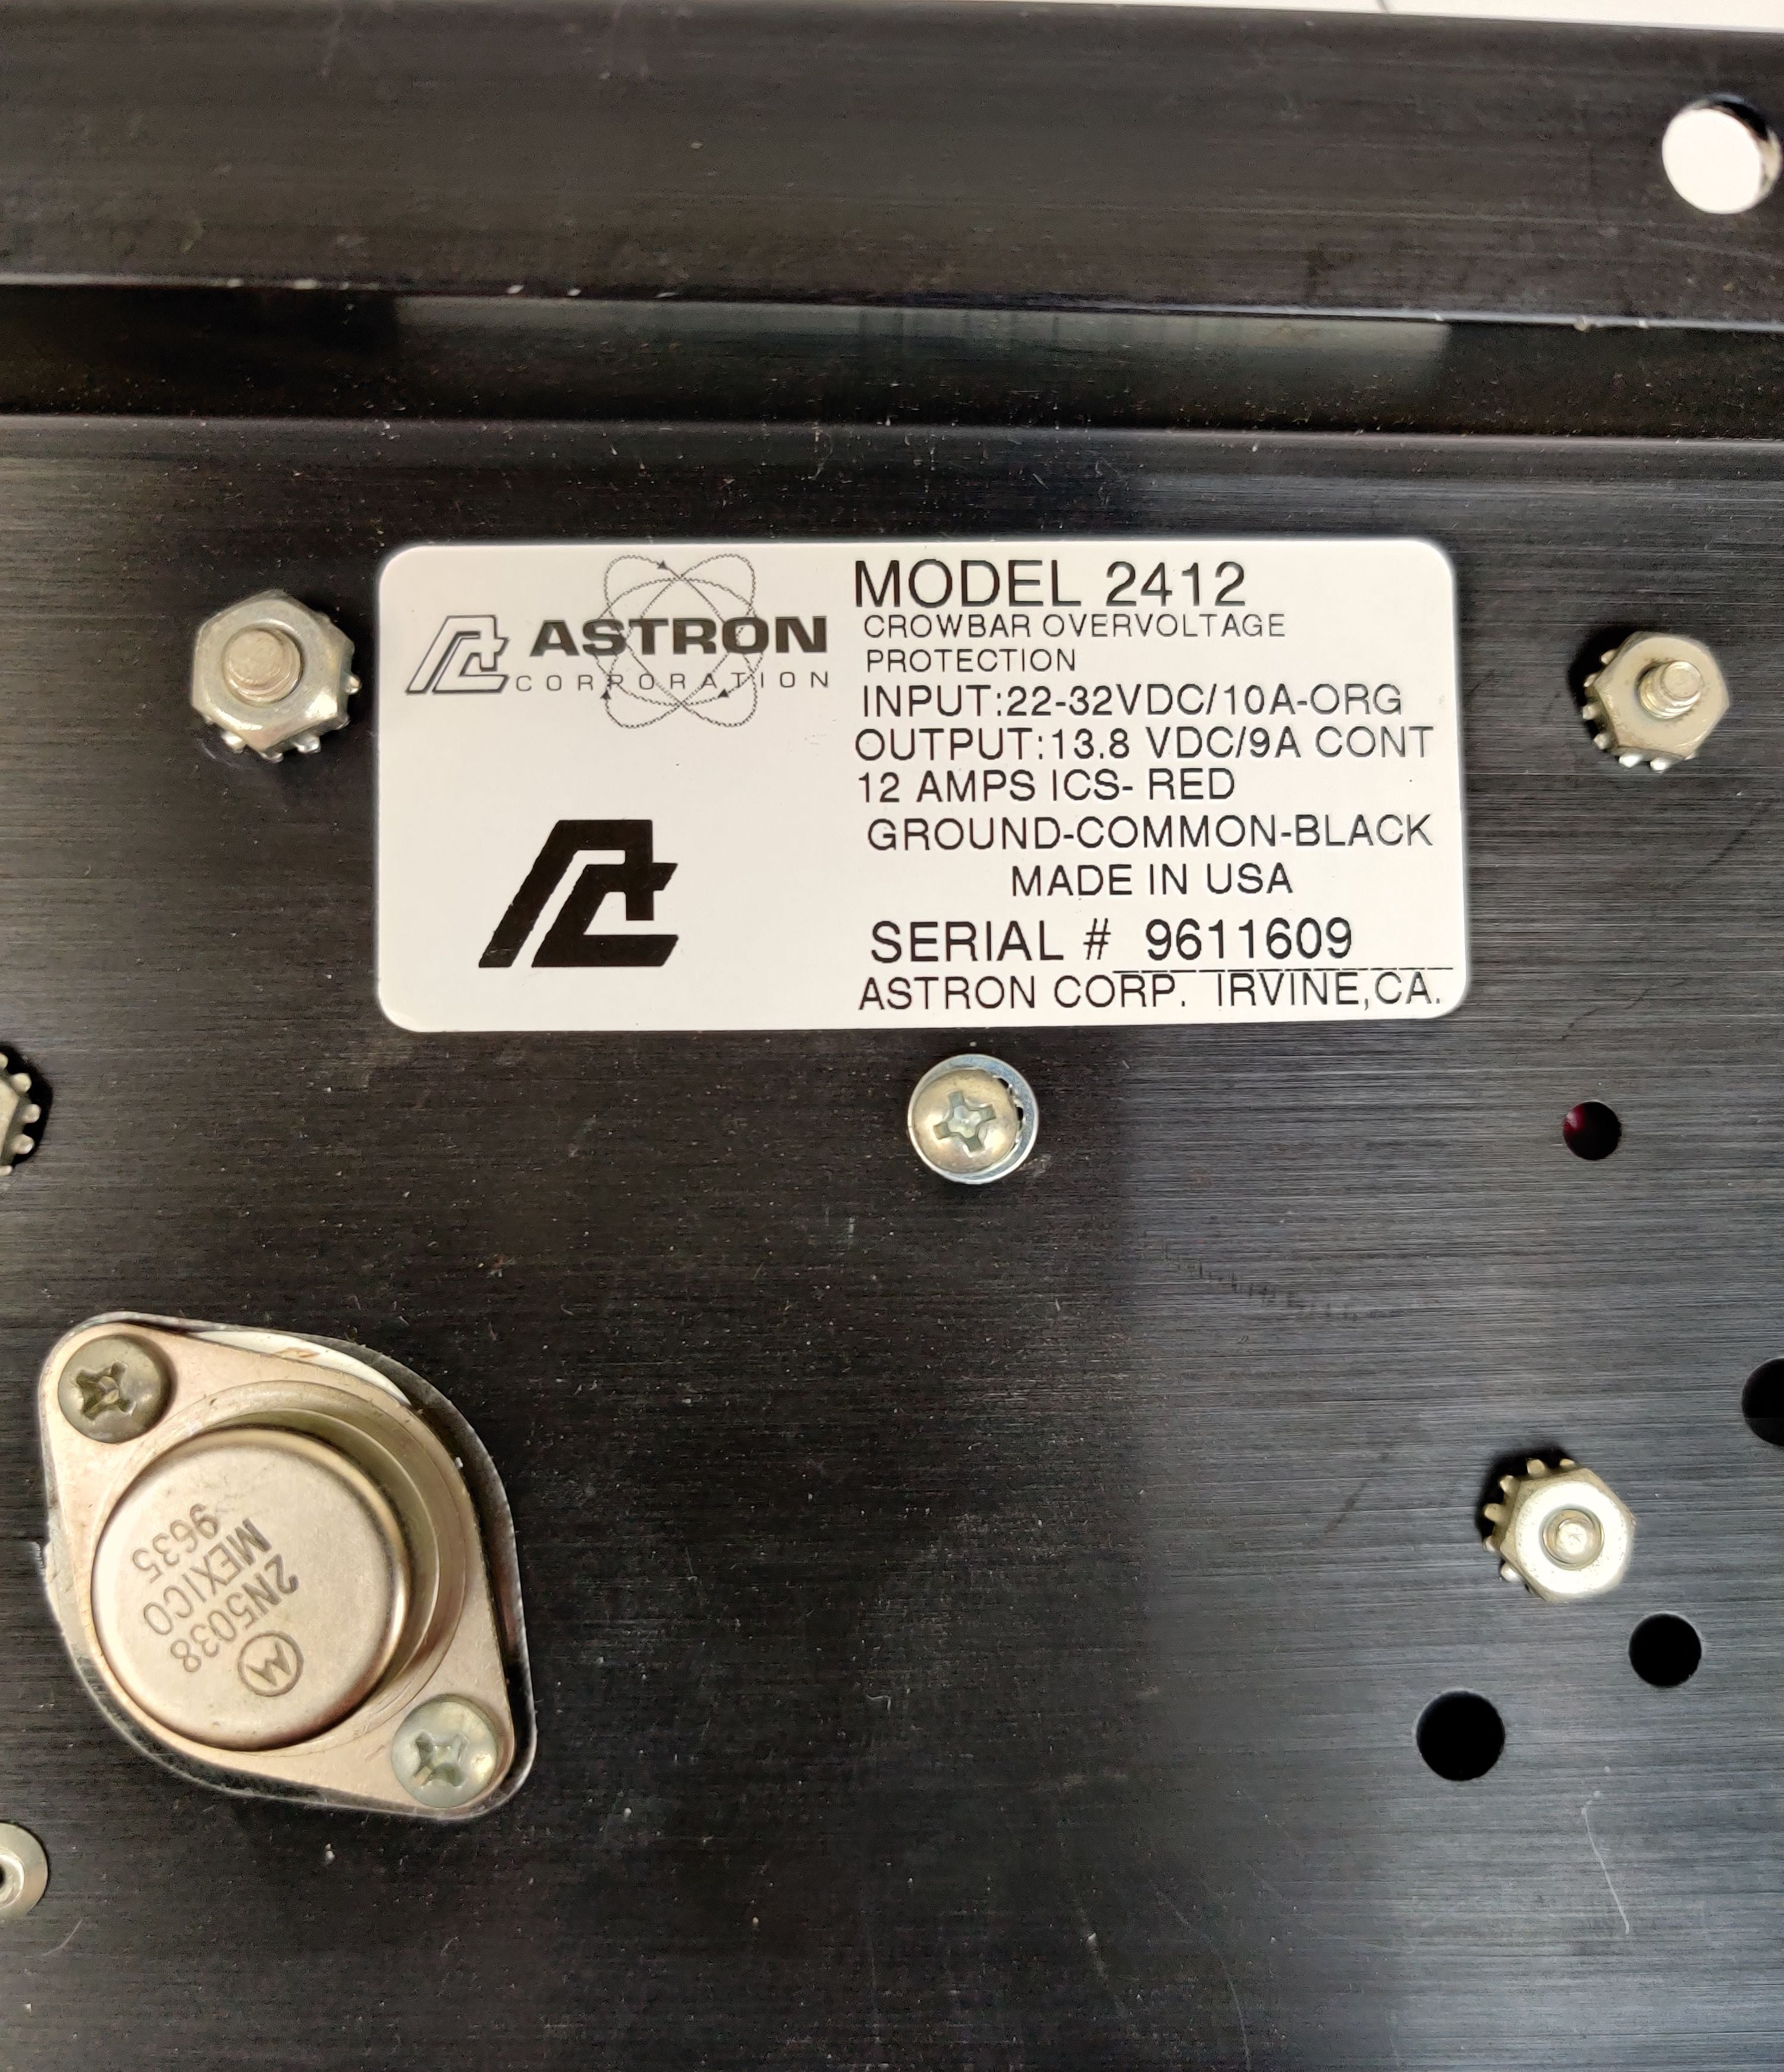 ASTRON
CORPORATION
MODEL 2412
CROWBAR OVERVOLTAGE
PROTECTION
INPUT:22-32VDC/10A-ORG
OUTPUT:13.8 VDC/9A CONT
12 AMPS ICS- RED
GROUND-COMMON-BLACK
MADE IN USA
SERIAL # 9611609
ASTRON CORP. IRVINE,CA.
2N5038
MEXICO
9635